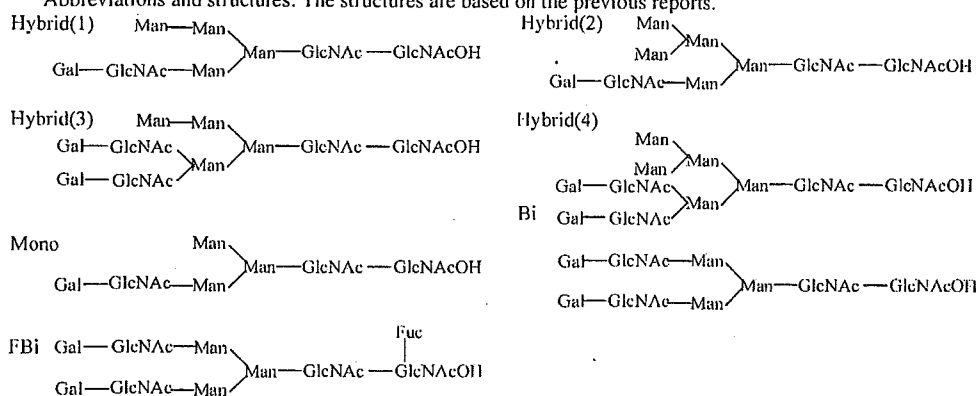 Abbreviations and structures. The structures are based on the previous reports.
Hybrid(1)
Man—Man
Man—GlcNAc—GlcNAcOH
Gal—GlcNAc—Man
Hybrid(2)
Man
Man
Man
Man—GlcNAc—GlcNAcOH
Gal—GlcNAc—Man
Hybrid(3)
Man—Man
Gal—GlcNAc
Man
Man—GlcNAc—GlcNAcOH
Gal—GlcNAc
Hybrid(4)
Man
Man
Man
Gal—GlcNAc
Man—GlcNAc—GlcNAcOH
Man
Gal—GlcNAc
Mono
Man
Man—GlcNAc—GlcNAcOH
Gal—GlcNAc—Man
Bi
Gal—GlcNAc—Man
Man—GlcNAc—GlcNAcOH
Gal—GlcNAc—Man
FBi
Gal—GlcNAc—Man
Fuc
Man—GlcNAc—GlcNAcOH
Gal—GlcNAc—Man